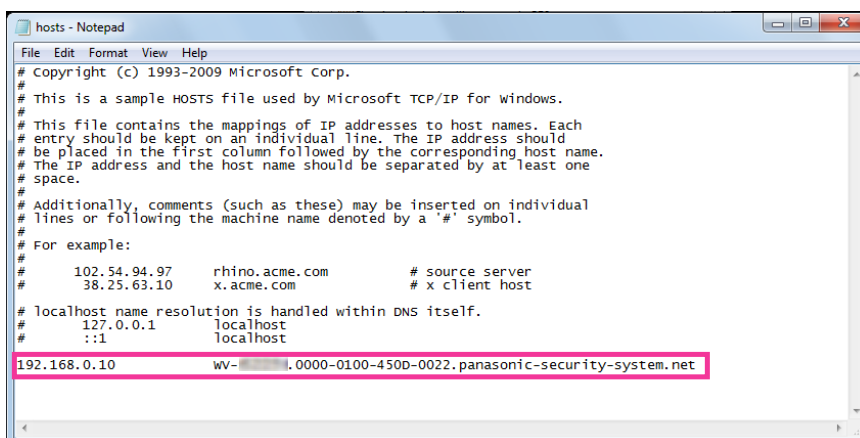 hosts - Notepad
File Edit Format View Help
# Copyright (c) 1993-2009 Microsoft Corp.
#
# This is a sample HOSTS file used by Microsoft TCP/IP for Windows.
#
# This file contains the mappings of IP addresses to host names. Each
# entry should be kept on an individual line. The IP address should
# be placed in the first column followed by the corresponding host name.
# The IP address and the host name should be separated by at least one
# space.
#
# Additionally, comments (such as these) may be inserted on individual
# lines or following the machine name denoted by a '#' symbol.
#
# For example:
#
# 102.54.94.97 rhino.acme.com # source server
# 38.25.63.10 x.acme.com # x client host

# localhost name resolution is handled within DNS itself.
# 127.0.0.1 localhost
# ::1 localhost
192.168.0.10 WV- .0000-0100-450D-0022.panasonic-security-system.net